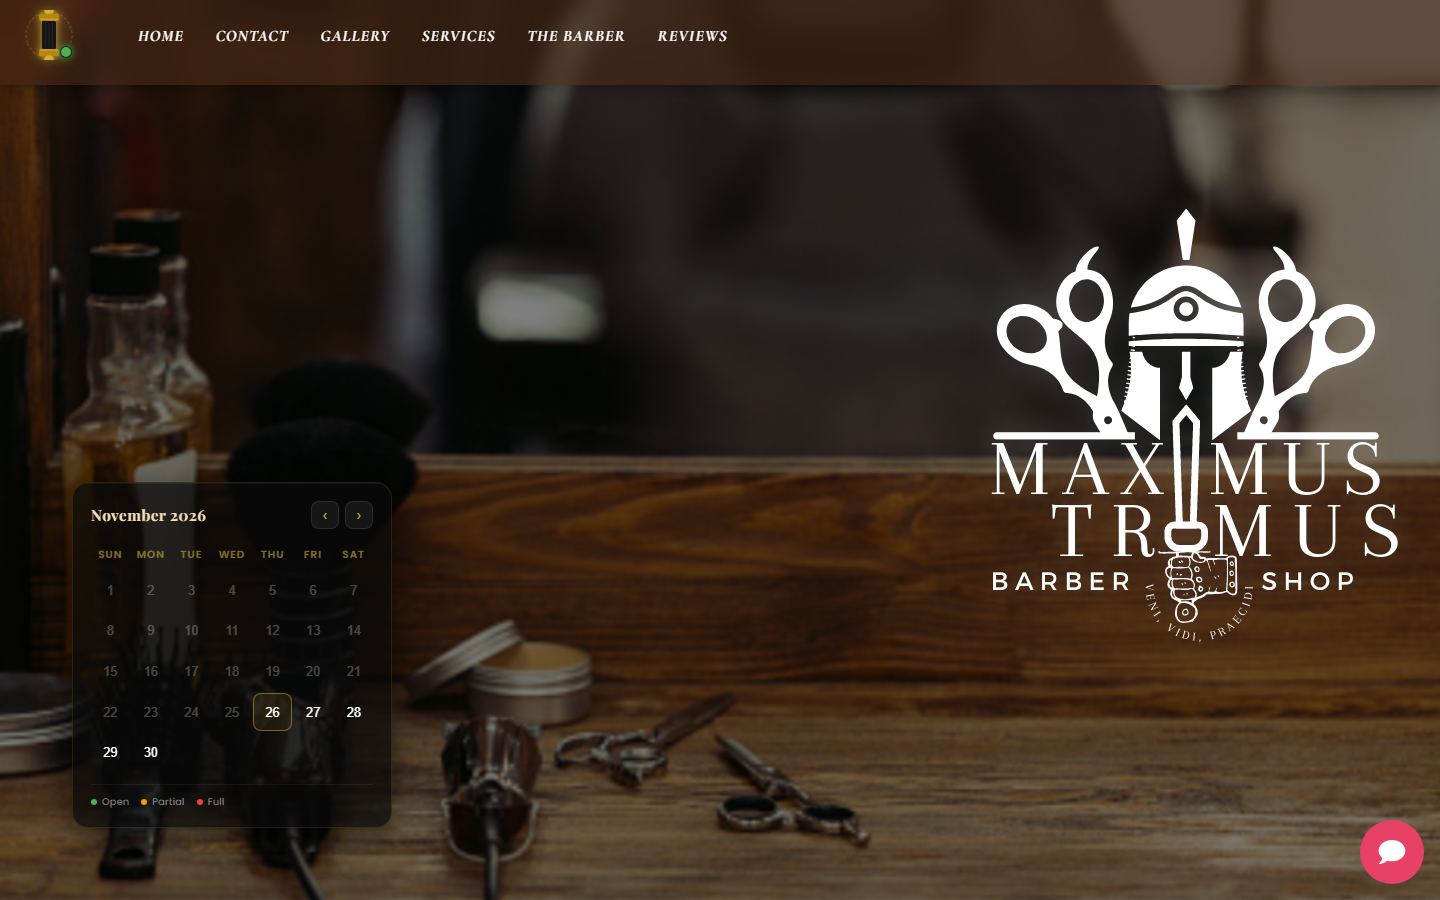 HOME CONTACT GALLERY SERVICES THE BARBER REVIEWS
MAXIMUS
TRIMUS
BARBER SHOP
VENI, VIDI, PRAECIDI
November 2026
‹ ›
SUN MON TUE WED THU FRI SAT
1 2 3 4 5 6 7
8 9 10 11 12 13 14
15 16 17 18 19 20 21
22 23 24 25 26 27 28
29 30
Open Partial Full